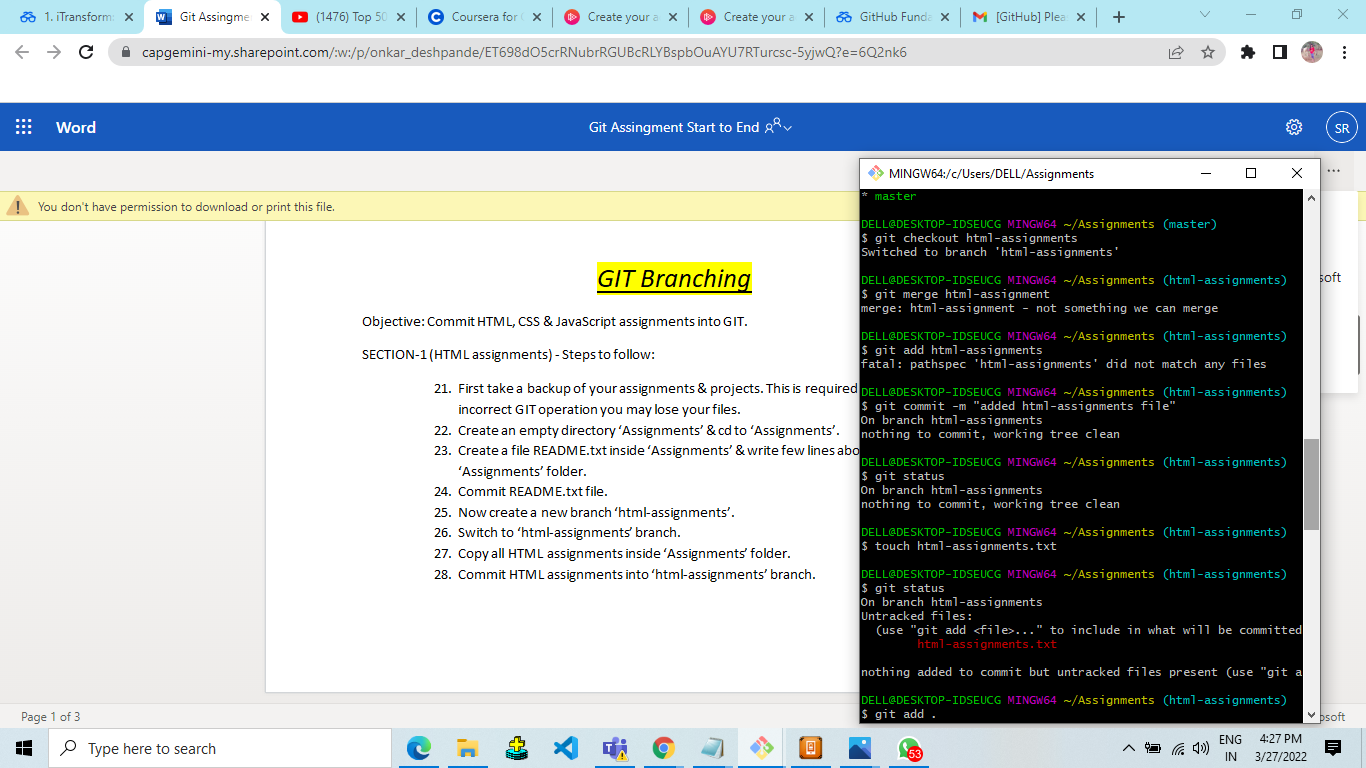 1. iTransform:
Git Assingme
(1476) Top 50
Coursera for
Create your a
Create your a
GitHub Funda
[GitHub] Plea
capgemini-my.sharepoint.com/:w:/p/onkar_deshpande/ET698dO5crRNubrRGUBcRLYBspbOuAYU7RTurcsc-5yjwQ?e=6Q2nk6
Word
Git Assingment Start to End
SR
You don't have permission to download or print this file.
GIT Branching
Objective: Commit HTML, CSS & JavaScript assignments into GIT.
SECTION-1 (HTML assignments) - Steps to follow:
21. First take a backup of your assignments & projects. This is required
incorrect GIT operation you may lose your files.
22. Create an empty directory ‘Assignments’ & cd to ‘Assignments’.
23. Create a file README.txt inside ‘Assignments’ & write few lines abo
‘Assignments’ folder.
24. Commit README.txt file.
25. Now create a new branch ‘html-assignments’.
26. Switch to ‘html-assignments’ branch.
27. Copy all HTML assignments inside ‘Assignments’ folder.
28. Commit HTML assignments into ‘html-assignments’ branch.
MINGW64:/c/Users/DELL/Assignments
* master
DELL@DESKTOP-IDSEUCG MINGW64 ~/Assignments (master)
$ git checkout html-assignments
Switched to branch 'html-assignments'
DELL@DESKTOP-IDSEUCG MINGW64 ~/Assignments (html-assignments)
$ git merge html-assignment
merge: html-assignment - not something we can merge
DELL@DESKTOP-IDSEUCG MINGW64 ~/Assignments (html-assignments)
$ git add html-assignments
fatal: pathspec 'html-assignments' did not match any files
DELL@DESKTOP-IDSEUCG MINGW64 ~/Assignments (html-assignments)
$ git commit -m "added html-assignments file"
On branch html-assignments
nothing to commit, working tree clean
DELL@DESKTOP-IDSEUCG MINGW64 ~/Assignments (html-assignments)
$ git status
On branch html-assignments
nothing to commit, working tree clean
DELL@DESKTOP-IDSEUCG MINGW64 ~/Assignments (html-assignments)
$ touch html-assignments.txt
DELL@DESKTOP-IDSEUCG MINGW64 ~/Assignments (html-assignments)
$ git status
On branch html-assignments
Untracked files:
(use "git add <file>..." to include in what will be committed
html-assignments.txt
nothing added to commit but untracked files present (use "git a
DELL@DESKTOP-IDSEUCG MINGW64 ~/Assignments (html-assignments)
$ git add .
soft
Page 1 of 3
osoft
Type here to search
53
ENG
IN
4:27 PM
3/27/2022